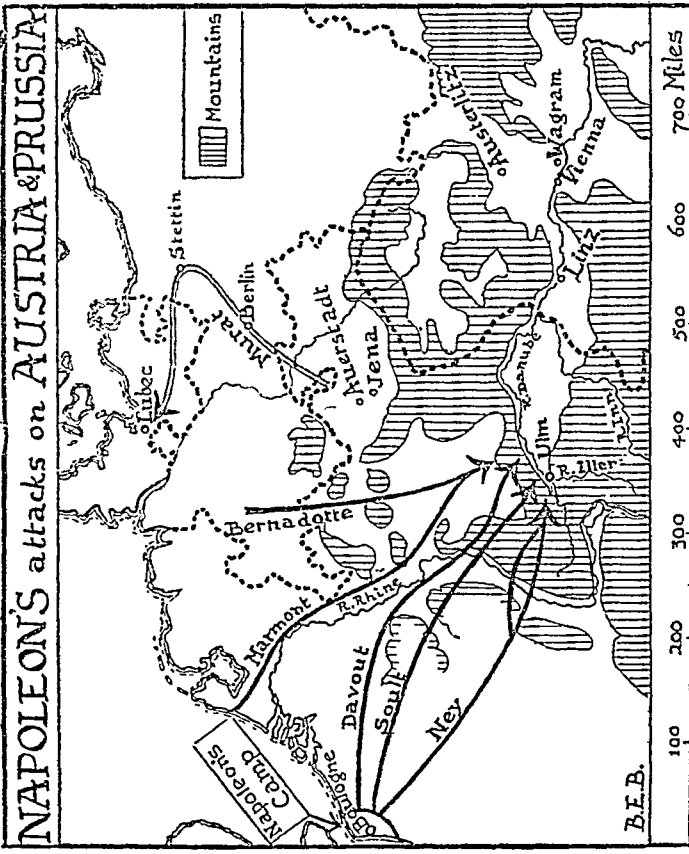 NAPOLEON'S attacks on AUSTRIA & PRUSSIA
Mountains
Stettin
Lubec
Murat
Berlin
Auerstadt
Jena
Austerlitz
Wagram
Vienna
Linz
R. Danube
Ulm
R. Iller
R. Inn
Bernadotte
Marmont
R. Rhine
Davout
Soult
Ney
Napoleons
Camp
Boulogne
B.E.B.
100 200 300 400 500 600 700 Miles